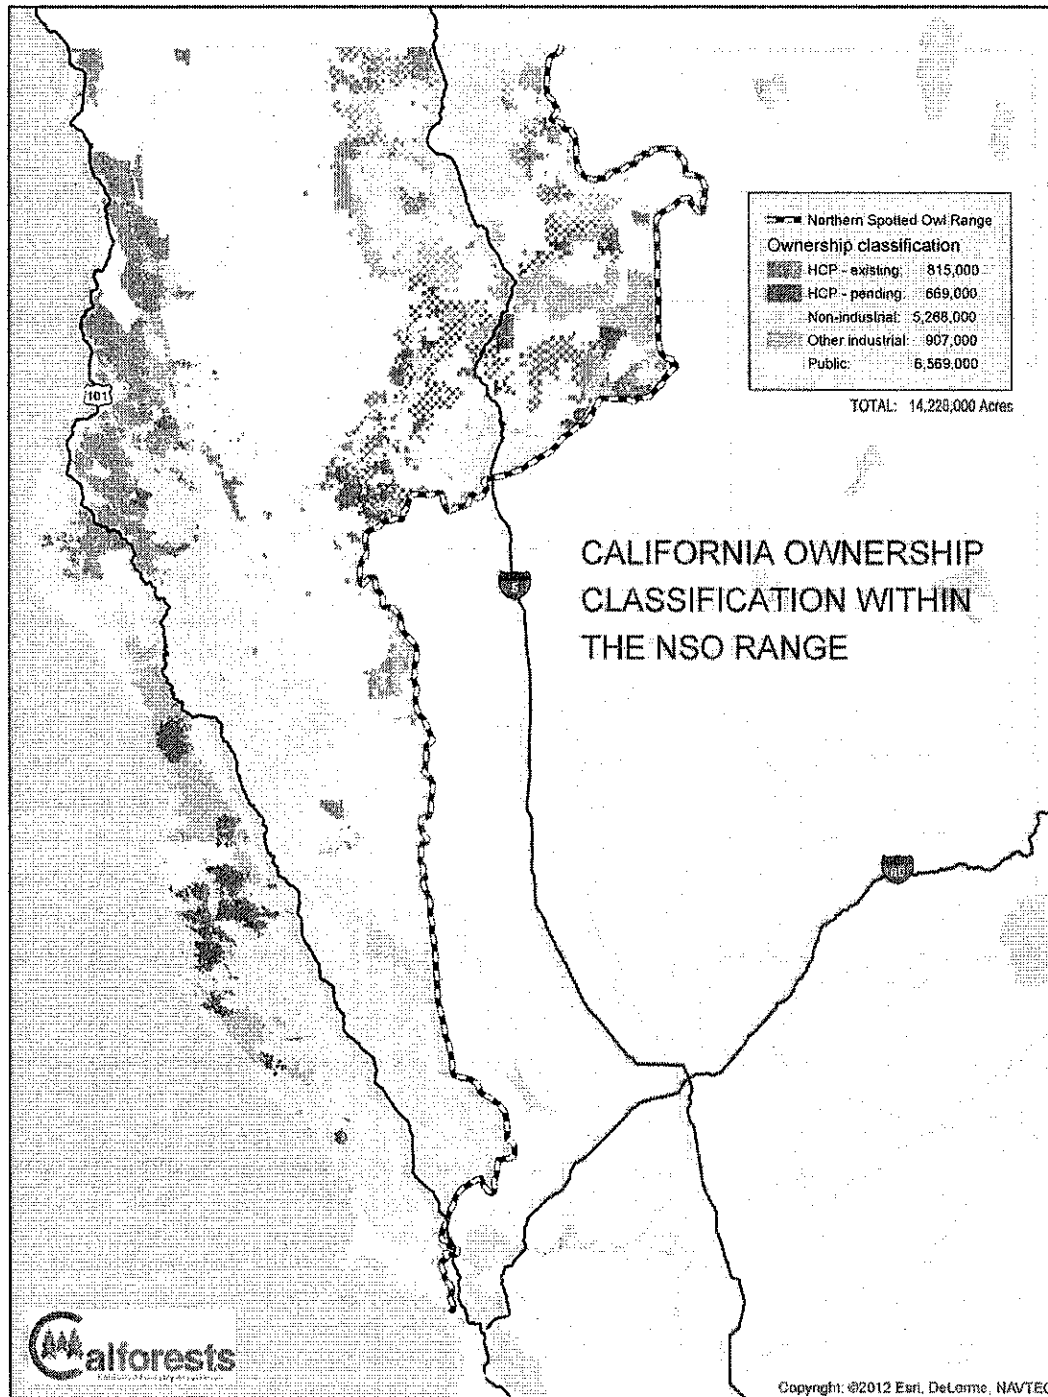 Northern Spotted Owl Range
Ownership classification
HCP - existing: 815,000
HCP - pending: 669,000
Non-industrial: 5,268,000
Other industrial: 907,000
Public: 6,569,000
TOTAL: 14,228,000 Acres
101
CALIFORNIA OWNERSHIP
CLASSIFICATION WITHIN
THE NSO RANGE
5
Calforests
Copyright: ©2012 Esri, DeLorme, NAVTEQ